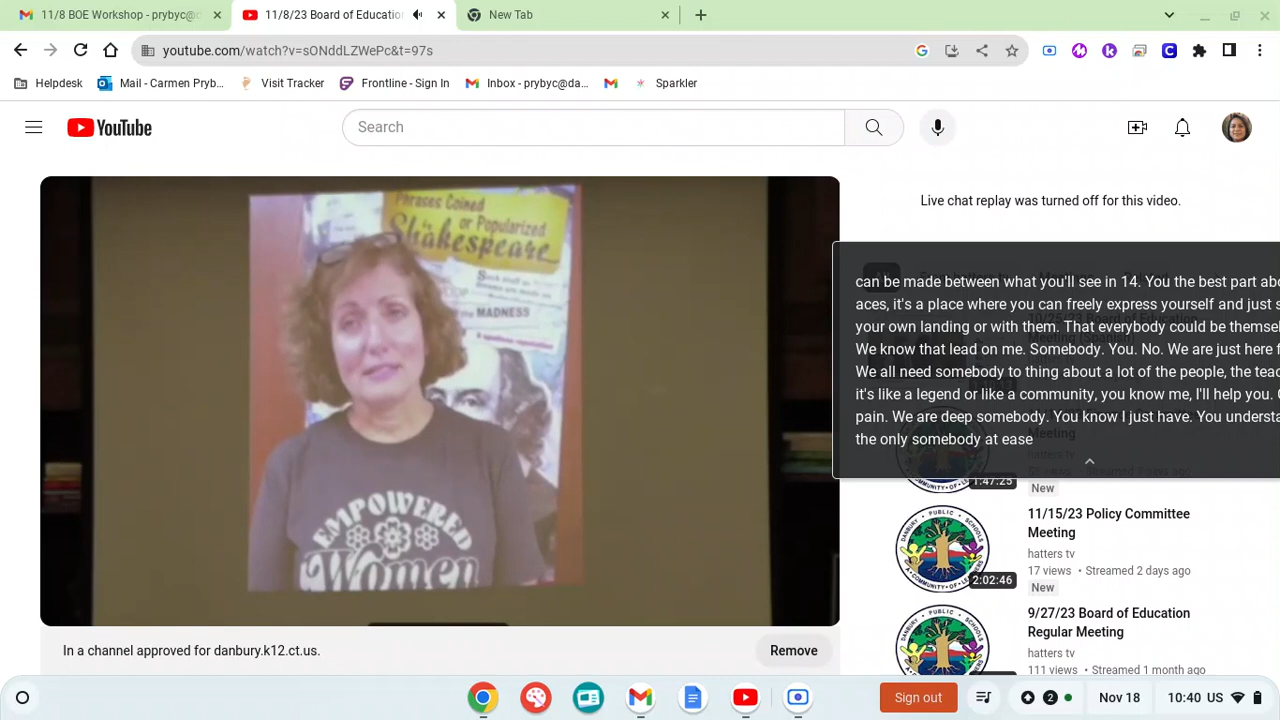 11/8 BOE Workshop - prybyc@
11/8/23 Board of Education
New Tab
youtube.com/watch?v=sONddLZWePc&t=97s
Helpdesk
Mail - Carmen Pryb...
Visit Tracker
Frontline - Sign In
Inbox - prybyc@da...
Sparkler
YouTube
Search
Live chat replay was turned off for this video.
Phrases Coined
or Popularized
Shakespeare
MADNESS
EMPOWERED
Women
can be made between what you'll see in 14. You the best part abo
aces, it's a place where you can freely express yourself and just s
your own landing or with them. That everybody could be themse
We know that lead on me. Somebody. You. No. We are just here f
We all need somebody to thing about a lot of the people, the tea
it's like a legend or like a community, you know me, I'll help you. C
pain. We are deep somebody. You know I just have. You understa
the only somebody at ease
Meeting
hatters tv
1:47:25
New
11/15/23 Policy Committee
Meeting
hatters tv
17 views • Streamed 2 days ago
2:02:46
New
9/27/23 Board of Education
Regular Meeting
hatters tv
111 views • Streamed 1 month ago
In a channel approved for danbury.k12.ct.us.
Remove
Sign out
2
Nov 18
10:40 US